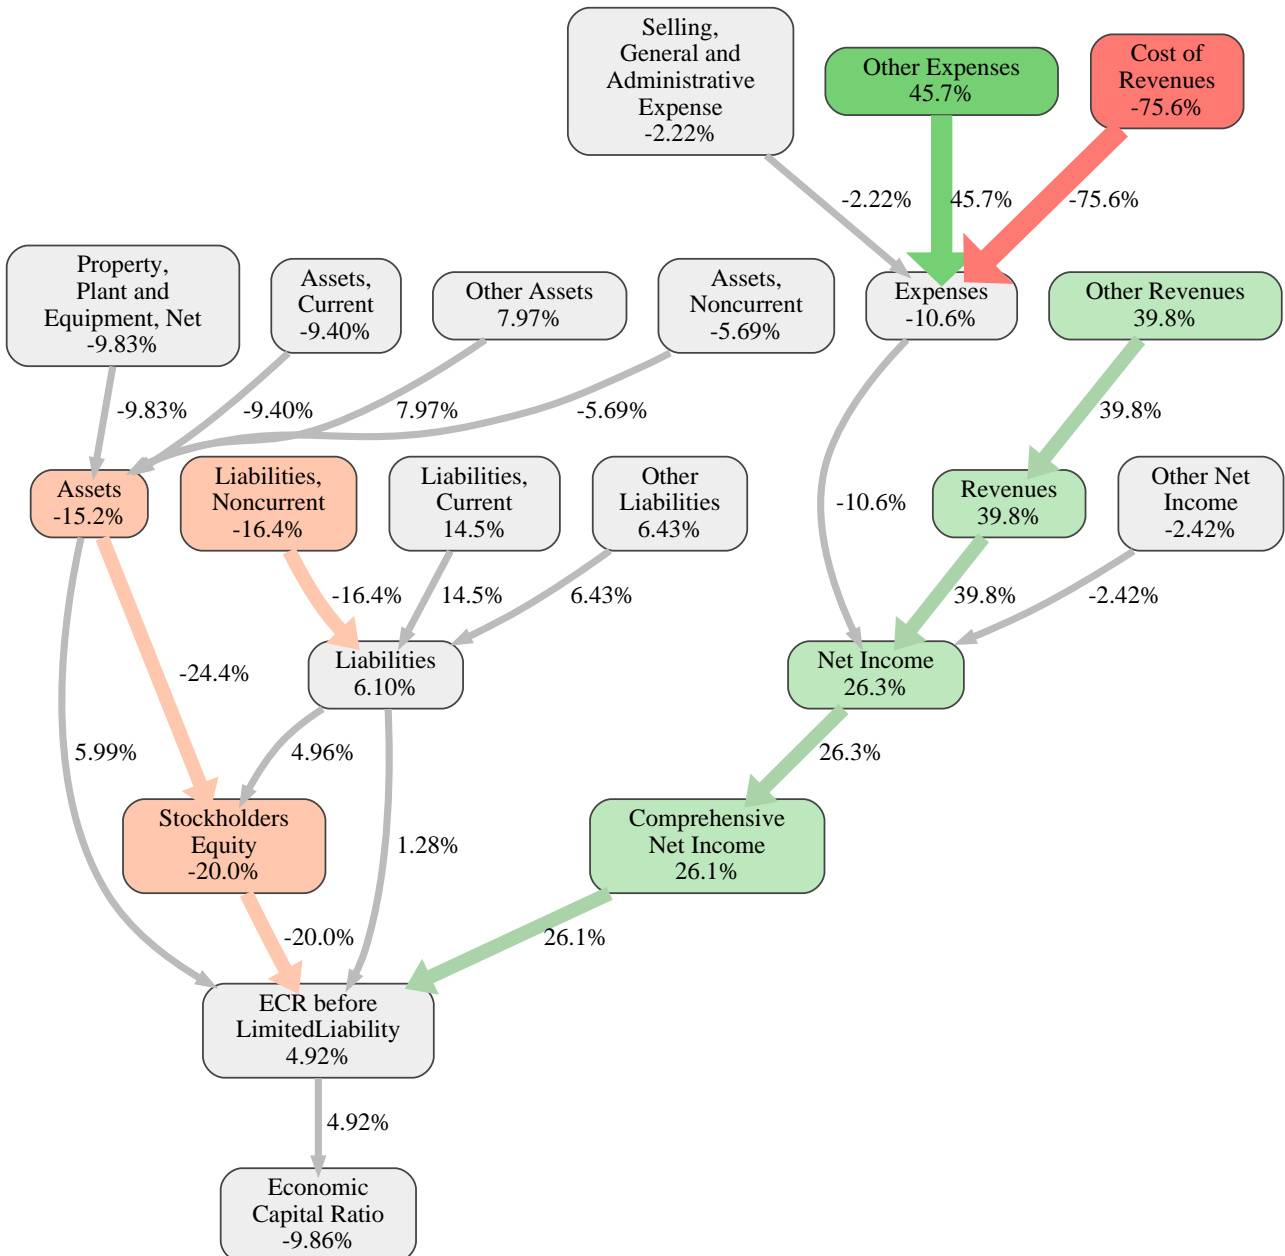 Selling,
General and
Administrative
Expense
-2.22%
Other Expenses
45.7%
Cost of
Revenues
-75.6%
-2.22%
45.7%
-75.6%
Property,
Plant and
Equipment, Net
-9.83%
Assets,
Current
-9.40%
Other Assets
7.97%
Assets,
Noncurrent
-5.69%
Expenses
-10.6%
Other Revenues
39.8%
-9.83%
-9.40%
7.97%
-5.69%
39.8%
Assets
-15.2%
Liabilities,
Noncurrent
-16.4%
Liabilities,
Current
14.5%
Other
Liabilities
6.43%
-10.6%
Revenues
39.8%
Other Net
Income
-2.42%
-16.4%
14.5%
6.43%
39.8%
-2.42%
-24.4%
Liabilities
6.10%
Net Income
26.3%
5.99%
4.96%
26.3%
Stockholders
Equity
-20.0%
1.28%
Comprehensive
Net Income
26.1%
-20.0%
26.1%
ECR before
LimitedLiability
4.92%
4.92%
Economic
Capital Ratio
-9.86%